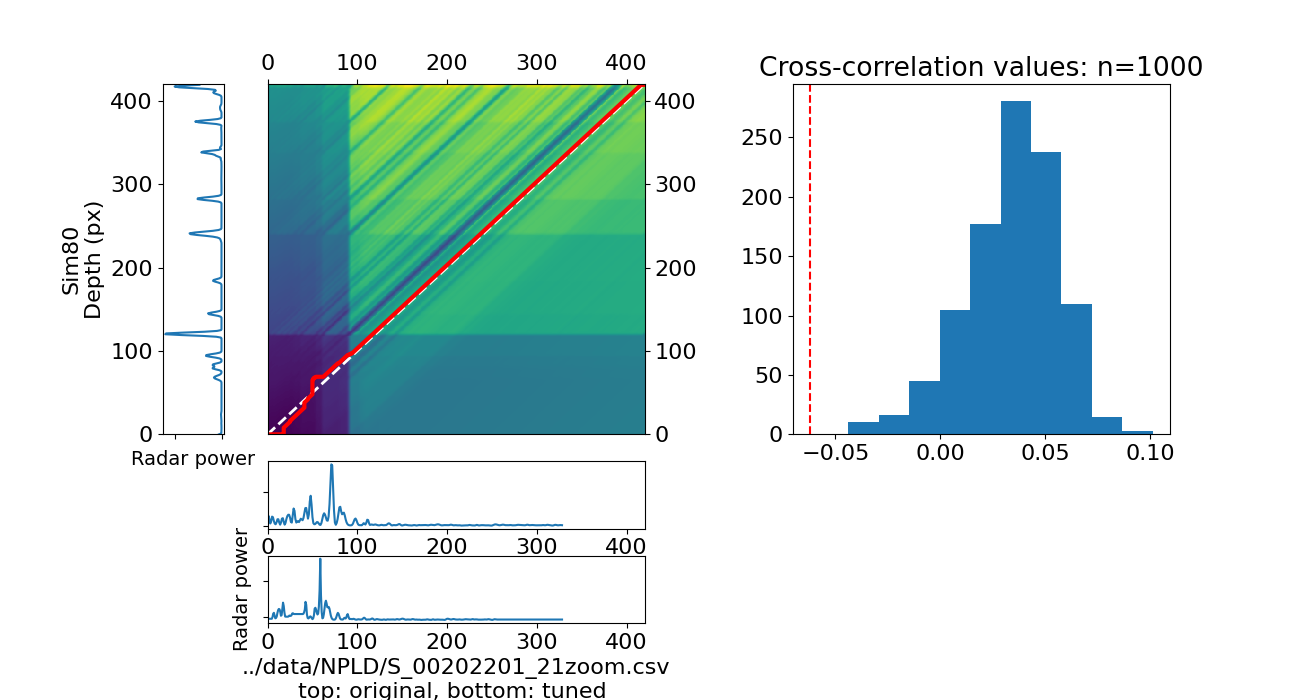 0 100 200 300 400
Cross-correlation values: n=1000
400
300
200
100
0
Sim80
Depth (px)
Radar power
400
300
200
100
0
250
200
150
100
50
0
−0.05 0.00 0.05 0.10
0 100 200 300 400
Radar power
0 100 200 300 400
../data/NPLD/S_00202201_21zoom.csv
top: original, bottom: tuned